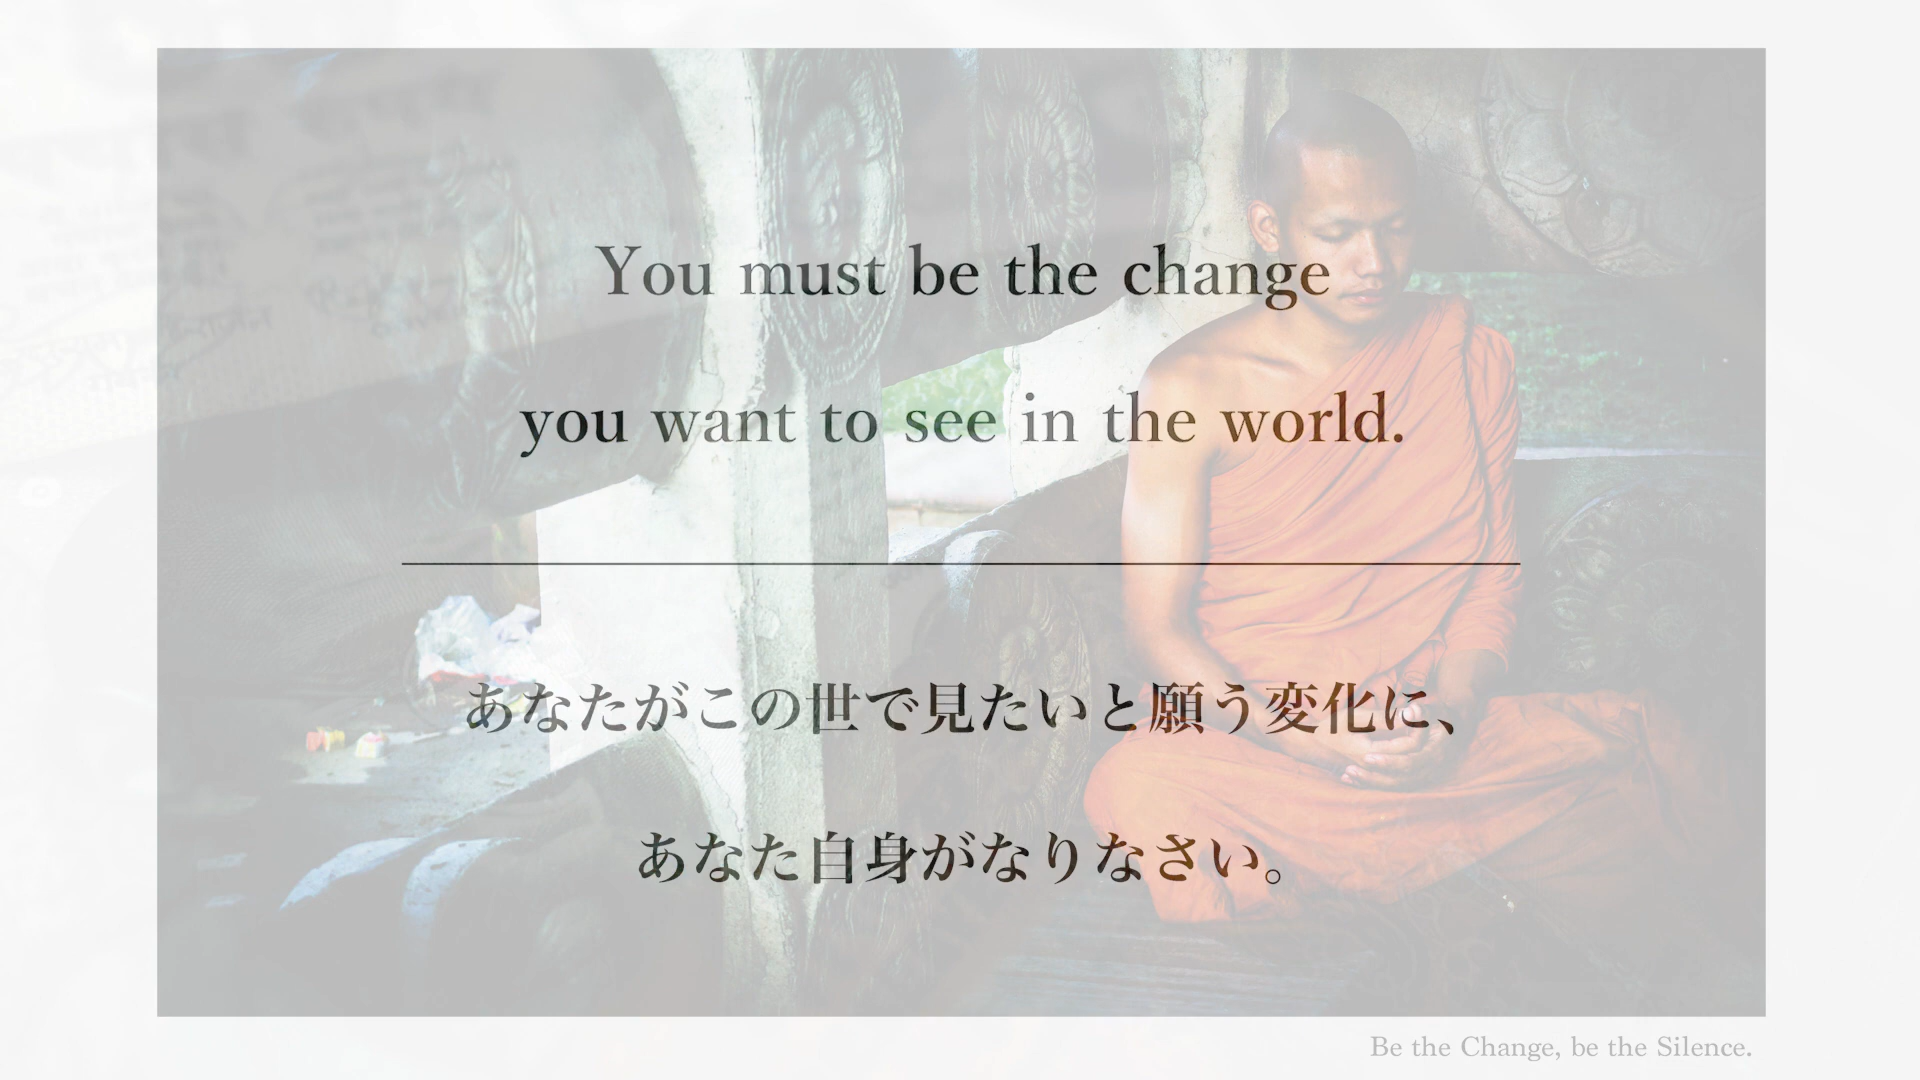 You must be the change
you want to see in the world.
あなたがこの世で見たいと願う変化に、
あなた自身がなりなさい。
Be the Change, be the Silence.